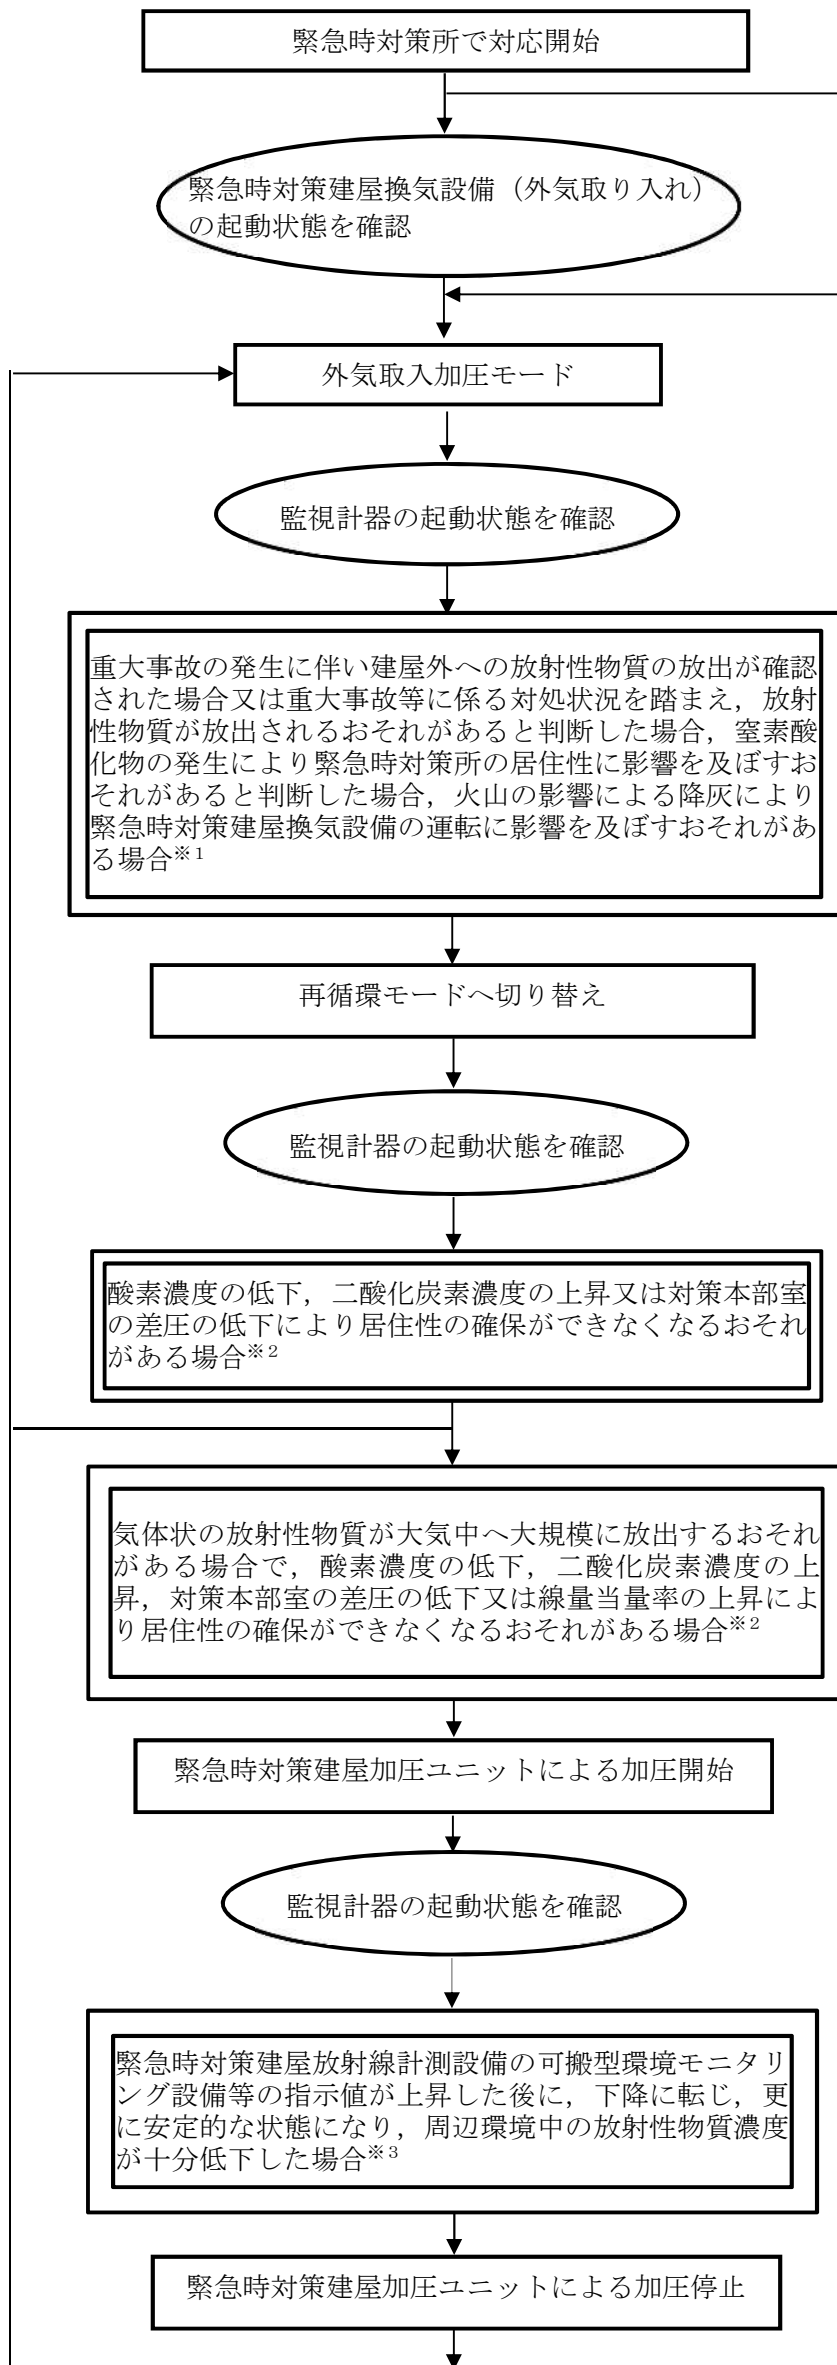 緊急時対策所で対応開始
緊急時対策建屋換気設備（外気取り入れ）
の起動状態を確認
外気取入加圧モード
監視計器の起動状態を確認
重大事故の発生に伴い建屋外への放射性物質の放出が確認
された場合又は重大事故等に係る対処状況を踏まえ，放射
性物質が放出されるおそれがあると判断した場合，窒素酸
化物の発生により緊急時対策所の居住性に影響を及ぼすお
それがあると判断した場合，火山の影響による降灰により
緊急時対策建屋換気設備の運転に影響を及ぼすおそれがあ
る場合※1
再循環モードへ切り替え
監視計器の起動状態を確認
酸素濃度の低下，二酸化炭素濃度の上昇又は対策本部室
の差圧の低下により居住性の確保ができなくなるおそれ
がある場合※2
気体状の放射性物質が大気中へ大規模に放出するおそれ
がある場合で，酸素濃度の低下，二酸化炭素濃度の上
昇，対策本部室の差圧の低下又は線量当量率の上昇によ
り居住性の確保ができなくなるおそれがある場合※2
緊急時対策建屋加圧ユニットによる加圧開始
監視計器の起動状態を確認
緊急時対策建屋放射線計測設備の可搬型環境モニタリ
ング設備等の指示値が上昇した後に，下降に転じ，更
に安定的な状態になり，周辺環境中の放射性物質濃度
が十分低下した場合※3
緊急時対策建屋加圧ユニットによる加圧停止